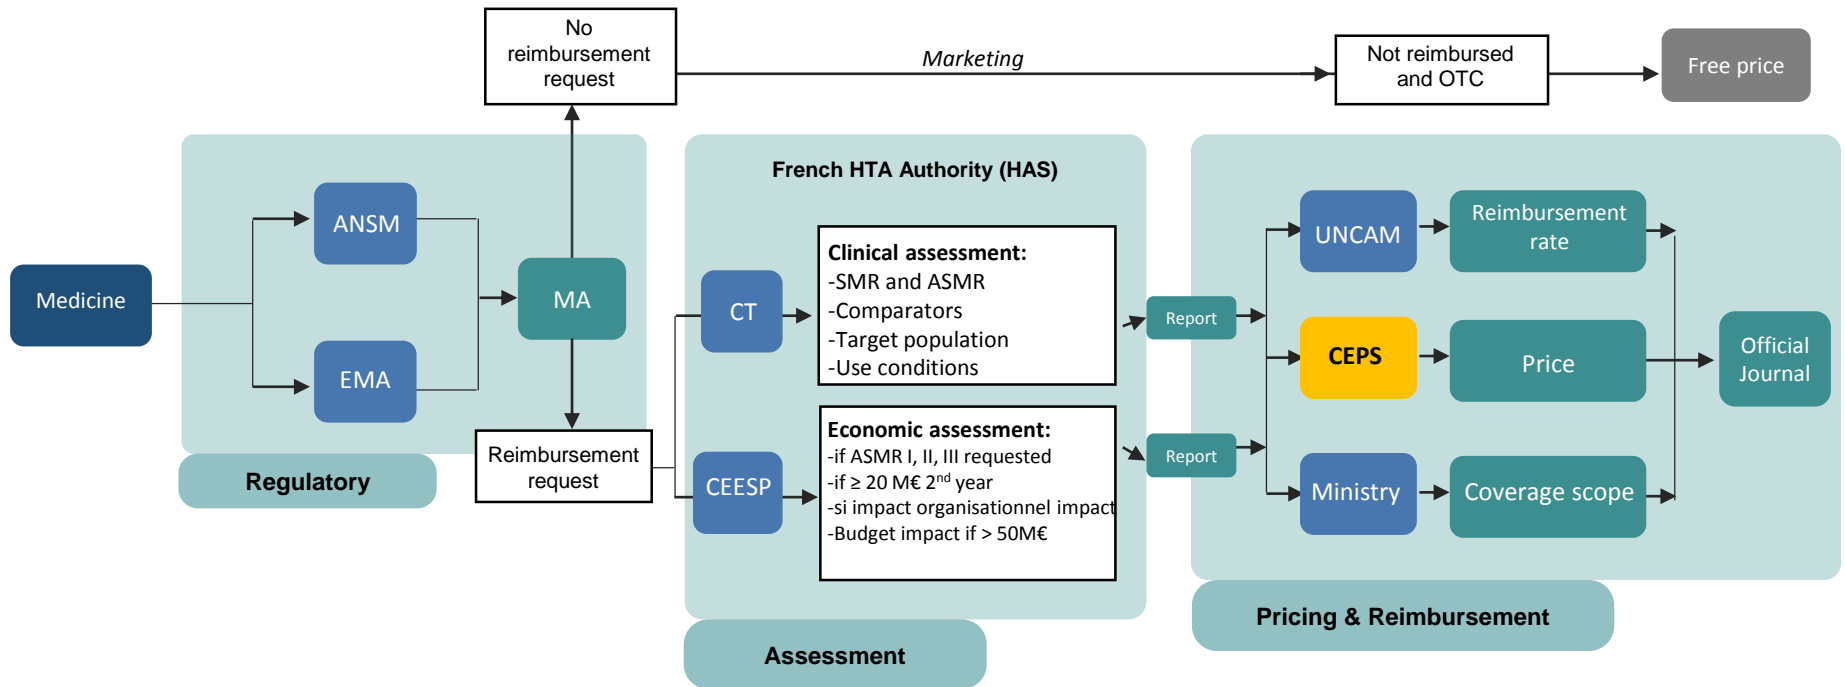 No
reimbursement
request
Marketing
Not reimbursed
and OTC
Free price
Medicine
ANSM
EMA
MA
Regulatory
Reimbursement
request
French HTA Authority (HAS)
CT
Clinical assessment:
-SMR and ASMR
-Comparators
-Target population
-Use conditions
CEESP
Economic assessment:
-if ASMR I, II, III requested
-if ≥ 20 M€ 2nd year
-si impact organisationnel impact
-Budget impact if > 50M€
Assessment
Report
Report
UNCAM
Reimbursement
rate
CEPS
Price
Ministry
Coverage scope
Official
Journal
Pricing & Reimbursement